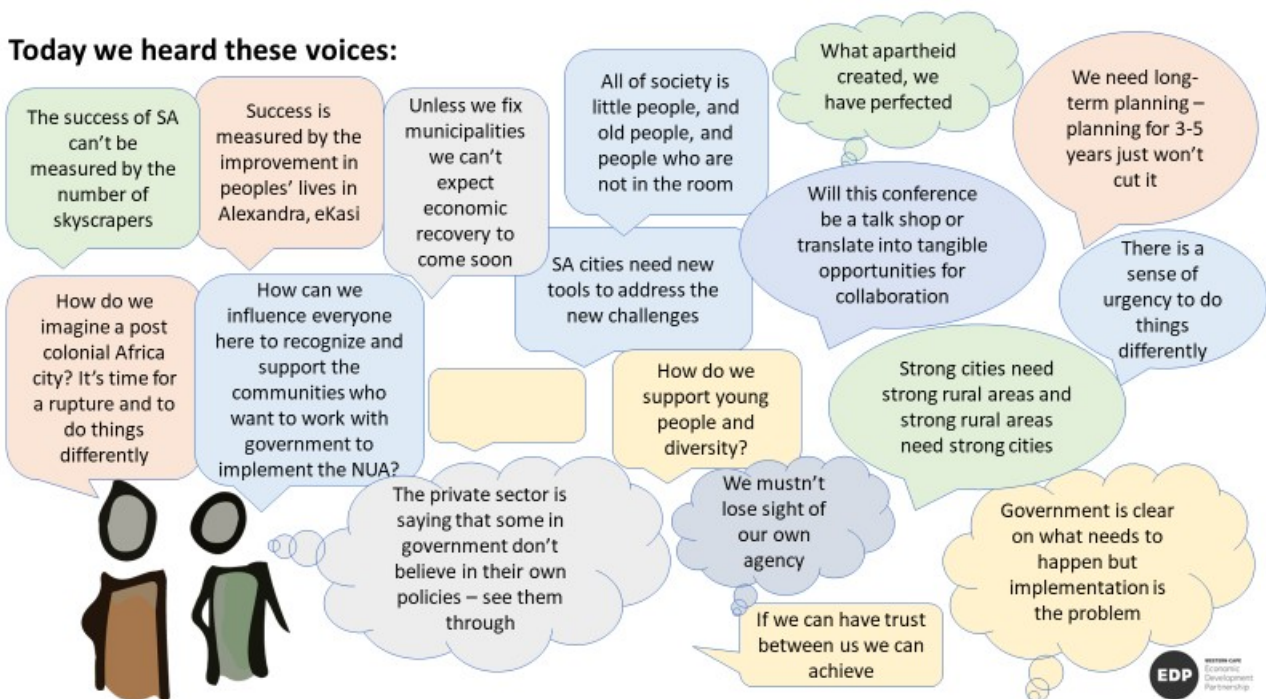 Today we heard these voices:
The success of SA
can't be
measured by the
number of
skyscrapers
Success is
measured by the
improvement in
peoples' lives in
Alexandra, eKasi
Unless we fix
municipalities
we can't
expect
economic
recovery to
come soon
All of society is
little people, and
old people, and
people who are
not in the room
What apartheid
created, we
have perfected
We need long-
term planning –
planning for 3-5
years just won't
cut it
Will this conference
be a talk shop or
translate into tangible
opportunities for
collaboration
There is a
sense of
urgency to do
things
differently
SA cities need new
tools to address the
new challenges
How do we
imagine a post
colonial Africa
city? It's time for
a rupture and to
do things
differently
How can we
influence everyone
here to recognize and
support the
communities who
want to work with
government to
implement the NUA?
How do we
support young
people and
diversity?
Strong cities need
strong rural areas and
strong rural areas
need strong cities
The private sector is
saying that some in
government don't
believe in their own
policies – see them
through
We mustn't
lose sight of
our own
agency
Government is clear
on what needs to
happen but
implementation is
the problem
If we can have trust
between us we can
achieve
EDP
WESTERN CAPE
Economic
Development
Partnership